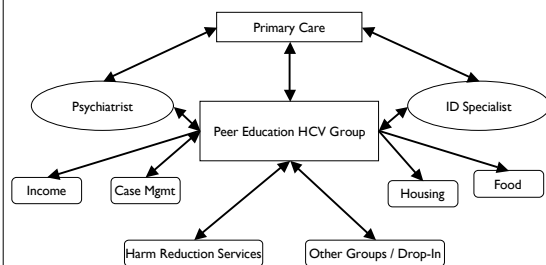 Primary Care
Psychiatrist
ID Specialist
Peer Education HCV Group
Income
Case Mgmt
Housing
Food
Harm Reduction Services
Other Groups / Drop-In